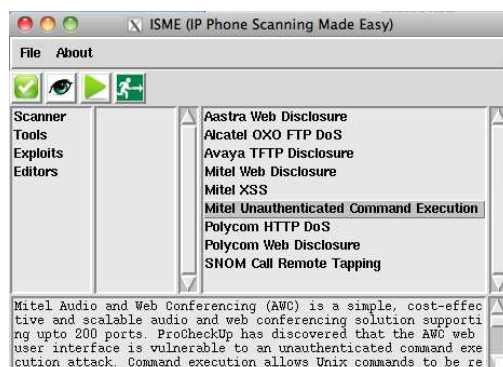 ISME (IP Phone Scanning Made Easy)
File About
Scanner
Tools
Exploits
Editors
Aastra Web Disclosure
Alcatel OXO FTP DoS
Avaya TFTP Disclosure
Mitel Web Disclosure
Mitel XSS
Mitel Unauthenticated Command Execution
Polycom HTTP DoS
Polycom Web Disclosure
SNOM Call Remote Tapping
Mitel Audio and Web Conferencing (AWC) is a simple, cost-effec
tive and scalable audio and web conferencing solution supporti
ng upto 200 ports. ProCheckUp has discovered that the AWC web
user interface is vulnerable to an unauthenticated command exe
cution attack. Command execution allows Unix commands to be re